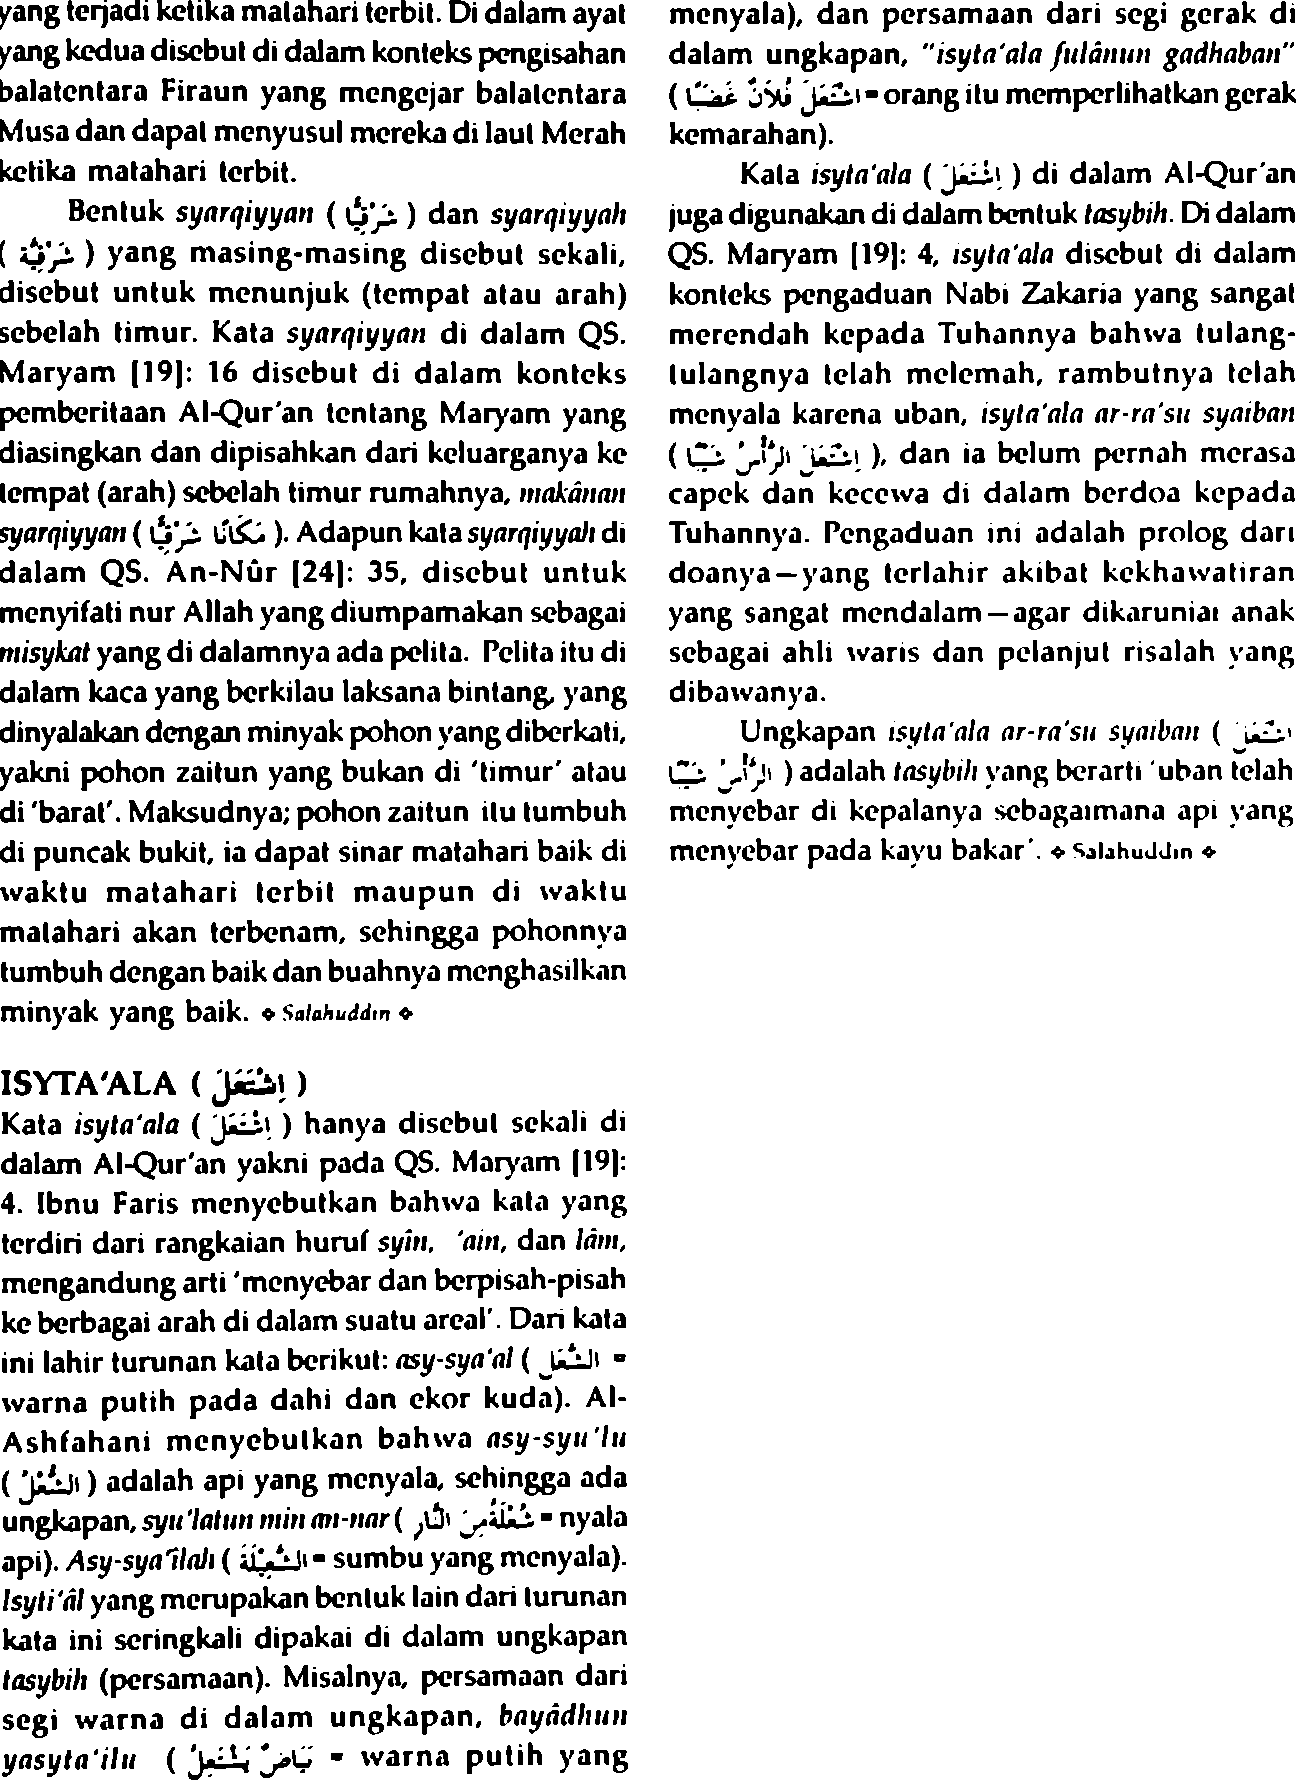 yang terjadi ketika matahari terbit. Di dalam ayat
yang kedua disebut di dalam konteks pengisahan
balatentara Firaun yang mengejar balatentara
Musa dan dapat menyusul mereka di laut Merah
ketika matahari terbit.
Bentuk syarqiyyan ( شَرْقِيًّا ) dan syarqiyyah
( شَرْقِيَّة ) yang masing-masing disebut sekali,
disebut untuk menunjuk (tempat atau arah)
sebelah timur. Kata syarqiyyan di dalam QS.
Maryam [19]: 16 disebut di dalam konteks
pemberitaan Al-Qur'an tentang Maryam yang
diasingkan dan dipisahkan dari keluarganya ke
tempat (arah) sebelah timur rumahnya, makânan
syarqiyyan ( مَكَانًا شَرْقِيًّا ). Adapun kata syarqiyyah di
dalam QS. An-Nûr [24]: 35, disebut untuk
menyifati nur Allah yang diumpamakan sebagai
misykat yang di dalamnya ada pelita. Pelita itu di
dalam kaca yang berkilau laksana bintang, yang
dinyalakan dengan minyak pohon yang diberkati,
yakni pohon zaitun yang bukan di 'timur' atau
di 'barat'. Maksudnya; pohon zaitun itu tumbuh
di puncak bukit, ia dapat sinar matahari baik di
waktu matahari terbit maupun di waktu
matahari akan terbenam, sehingga pohonnya
tumbuh dengan baik dan buahnya menghasilkan
minyak yang baik. ❖ Salahuddin ❖
ISYTA'ALA ( إِشْتَعَلَ )
Kata isyta'ala ( إِشْتَعَلَ ) hanya disebut sekali di
dalam Al-Qur'an yakni pada QS. Maryam [19]:
4. Ibnu Faris menyebutkan bahwa kata yang
terdiri dari rangkaian huruf syîn, 'ain, dan lâm,
mengandung arti 'menyebar dan berpisah-pisah
ke berbagai arah di dalam suatu areal'. Dari kata
ini lahir turunan kata berikut: asy-sya'al ( الشَّعَل =
warna putih pada dahi dan ekor kuda). Al-
Ashfahani menyebutkan bahwa asy-syu'lu
( الشُّعْلُ ) adalah api yang menyala, sehingga ada
ungkapan, syu'latun min an-nar ( شُعْلَةٌ مِنَ النَّارِ = nyala
api). Asy-sya'îlah ( الشَّعِيْلَة = sumbu yang menyala).
Isyti'âl yang merupakan bentuk lain dari turunan
kata ini seringkali dipakai di dalam ungkapan
tasybih (persamaan). Misalnya, persamaan dari
segi warna di dalam ungkapan, bayâdhun
yasyta'ilu ( بَيَاضٌ يَشْتَعِلُ = warna putih yang
menyala), dan persamaan dari segi gerak di
dalam ungkapan, "isyta'ala fulânun gadhaban"
( اشْتَعَلَ فُلاَنٌ غَضَبًا = orang itu memperlihatkan gerak
kemarahan).
Kata isyta'ala ( إِشْتَعَلَ ) di dalam Al-Qur'an
juga digunakan di dalam bentuk tasybih. Di dalam
QS. Maryam [19]: 4, isyta'ala disebut di dalam
konteks pengaduan Nabi Zakaria yang sangat
merendah kepada Tuhannya bahwa tulang-
tulangnya telah melemah, rambutnya telah
menyala karena uban, isyta'ala ar-ra'su syaiban
( إِشْتَعَلَ الرَّأْسُ شَيْبًا ), dan ia belum pernah merasa
capek dan kecewa di dalam berdoa kepada
Tuhannya. Pengaduan ini adalah prolog dari
doanya—yang terlahir akibat kekhawatiran
yang sangat mendalam—agar dikaruniai anak
sebagai ahli waris dan pelanjut risalah yang
dibawanya.
Ungkapan isyta'ala ar-ra'su syaiban ( اشْتَعَلَ
الرَّأْسُ شَيْبًا ) adalah tasybih yang berarti 'uban telah
menyebar di kepalanya sebagaimana api yang
menyebar pada kayu bakar'. ❖ Salahuddin ❖